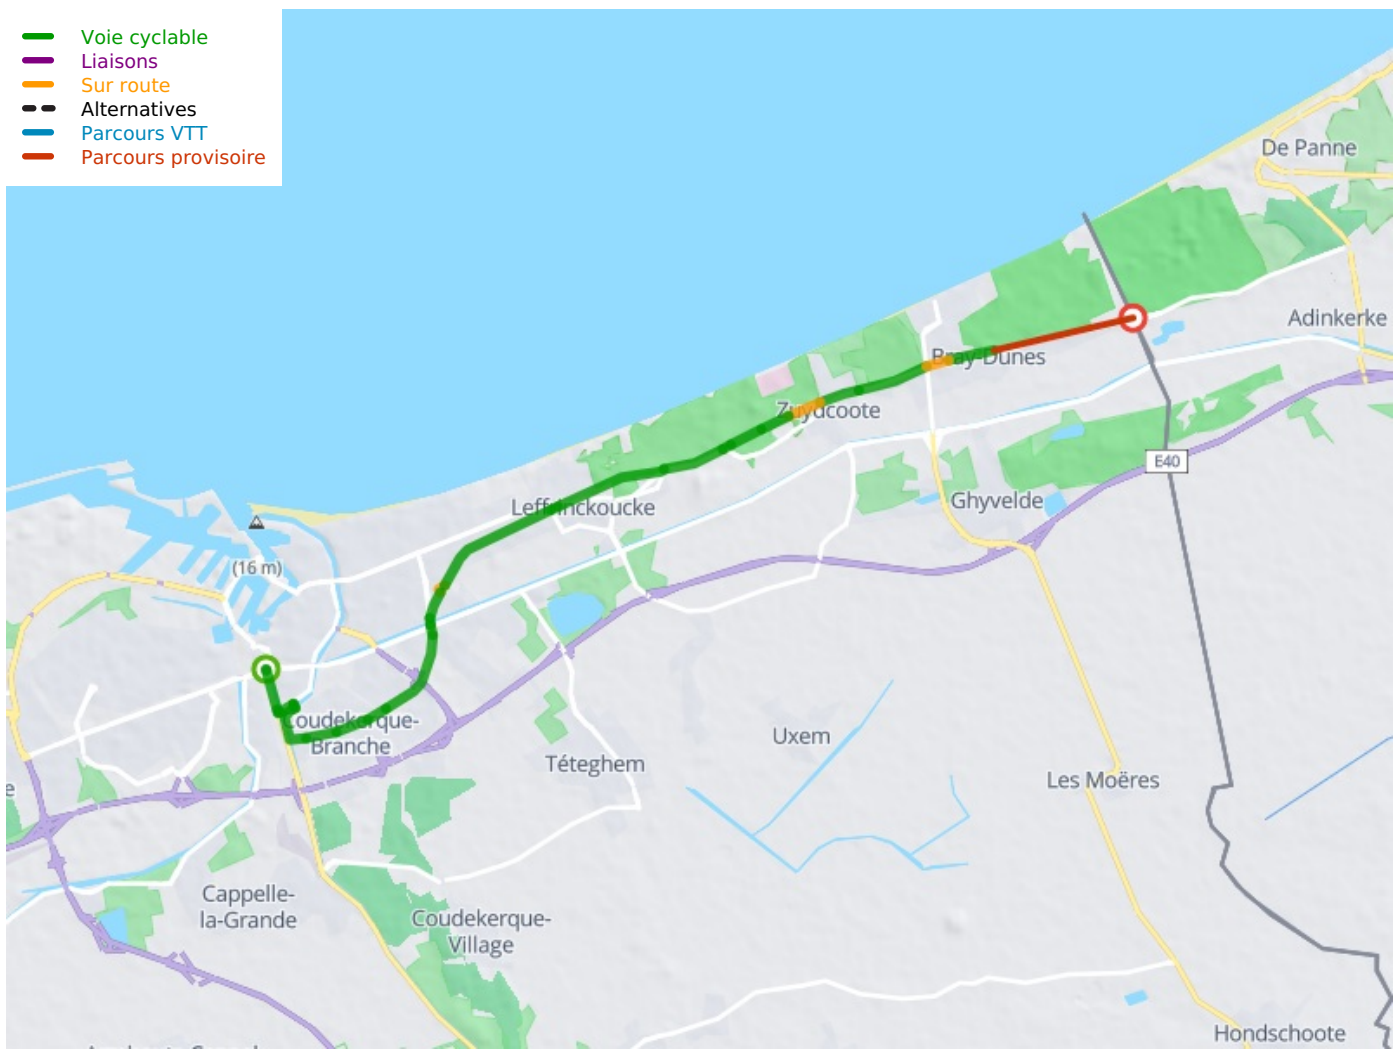 Voie cyclable
Liaisons
Sur route
Alternatives
Parcours VTT
Parcours provisoire
De Panne
Adinkerke
Bray-Dunes
Zuydcoote
E40
Ghyvelde
Leffrinckoucke
(16 m)
Coudekerque-
Branche
Téteghem
Uxem
Les Moëres
e
Cappelle-
la-Grande
Coudekerque-
Village
Hondschoote